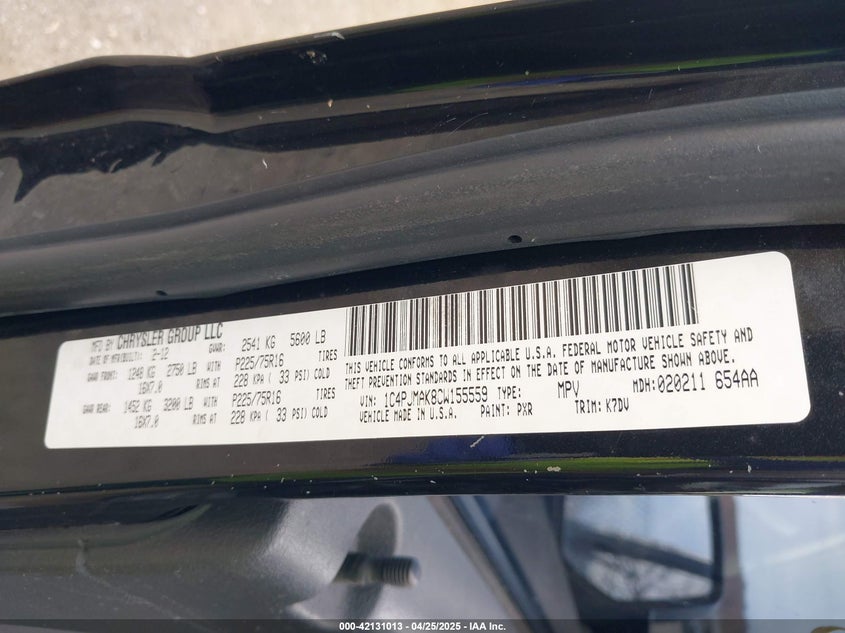 MFD BY CHRYSLER GROUP LLC
DATE OF MFR(BUILT): 2-12 GVWR: 2541 KG 5600 LB
GAWR FRONT: 1248 KG 2750 LB WITH P225/75R16 TIRES
16X7.0 RIMS AT 228 KPA ( 33 PSI) COLD
GAWR REAR: 1452 KG 3200 LB WITH P225/75R16 TIRES
16X7.0 RIMS AT 228 KPA ( 33 PSI) COLD
THIS VEHICLE CONFORMS TO ALL APPLICABLE U.S.A. FEDERAL MOTOR VEHICLE SAFETY AND
THEFT PREVENTION STANDARDS IN EFFECT ON THE DATE OF MANUFACTURE SHOWN ABOVE.
VIN: 1C4PJMAK8CW155559 TYPE: MPV MDH: 020211 654AA
VEHICLE MADE IN U.S.A. PAINT: PXR TRIM: K7DV
000-42131013 - 04/25/2025 - IAA Inc.